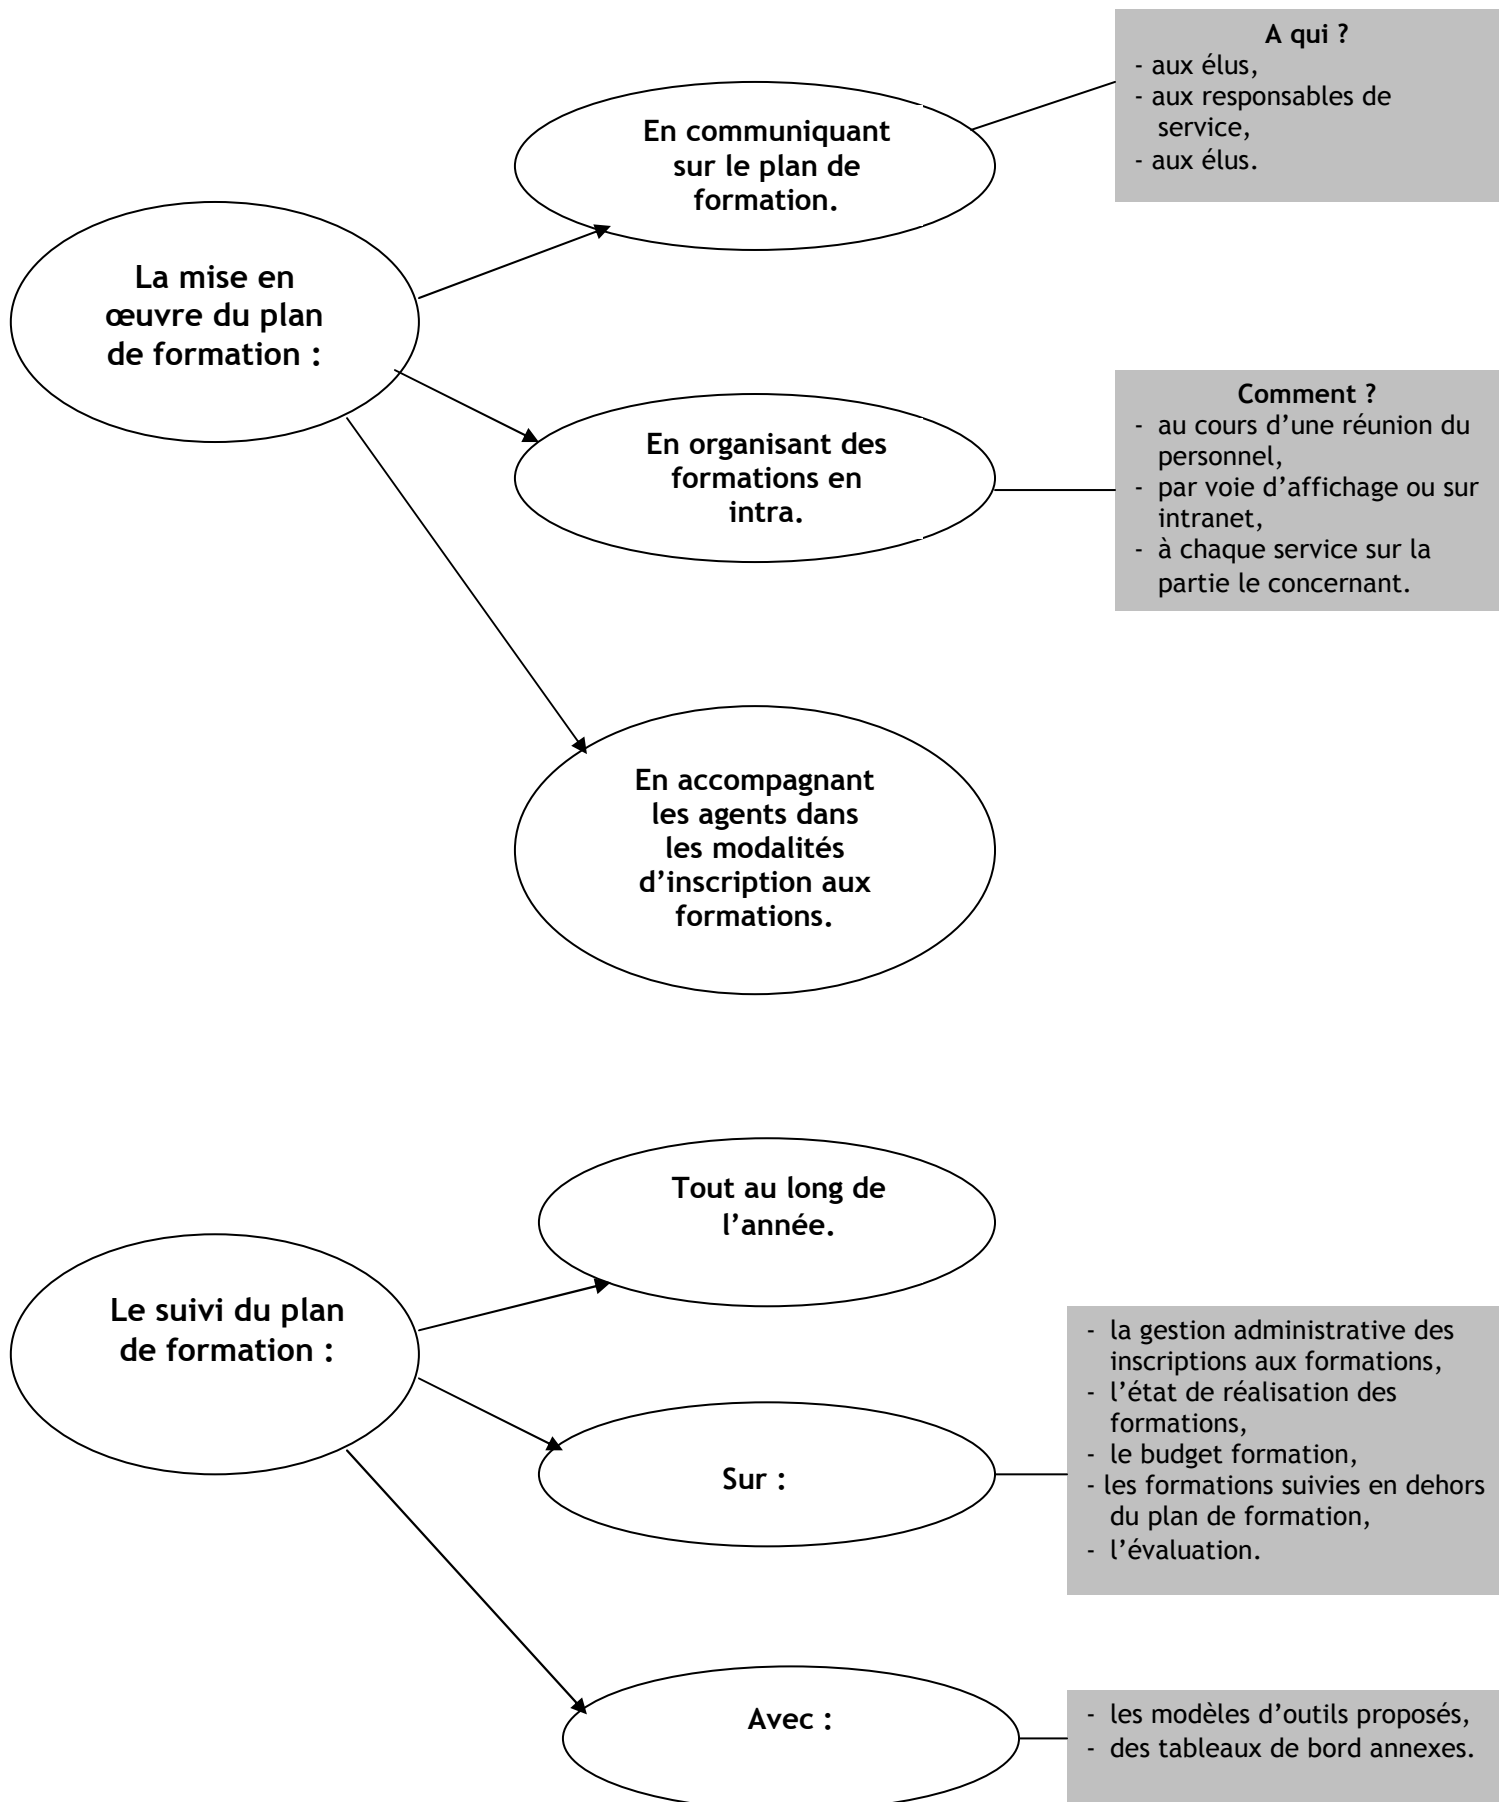 A qui ?
- aux élus,
- aux responsables de
service,
- aux élus.
En communiquant
sur le plan de
formation.
La mise en
œuvre du plan
de formation :
Comment ?
- au cours d’une réunion du
personnel,
- par voie d’affichage ou sur
intranet,
- à chaque service sur la
partie le concernant.
En organisant des
formations en
intra.
En accompagnant
les agents dans
les modalités
d’inscription aux
formations.
Tout au long de
l’année.
Le suivi du plan
de formation :
- la gestion administrative des
inscriptions aux formations,
- l’état de réalisation des
formations,
- le budget formation,
- les formations suivies en dehors
du plan de formation,
- l’évaluation.
Sur :
Avec :
- les modèles d’outils proposés,
- des tableaux de bord annexes.